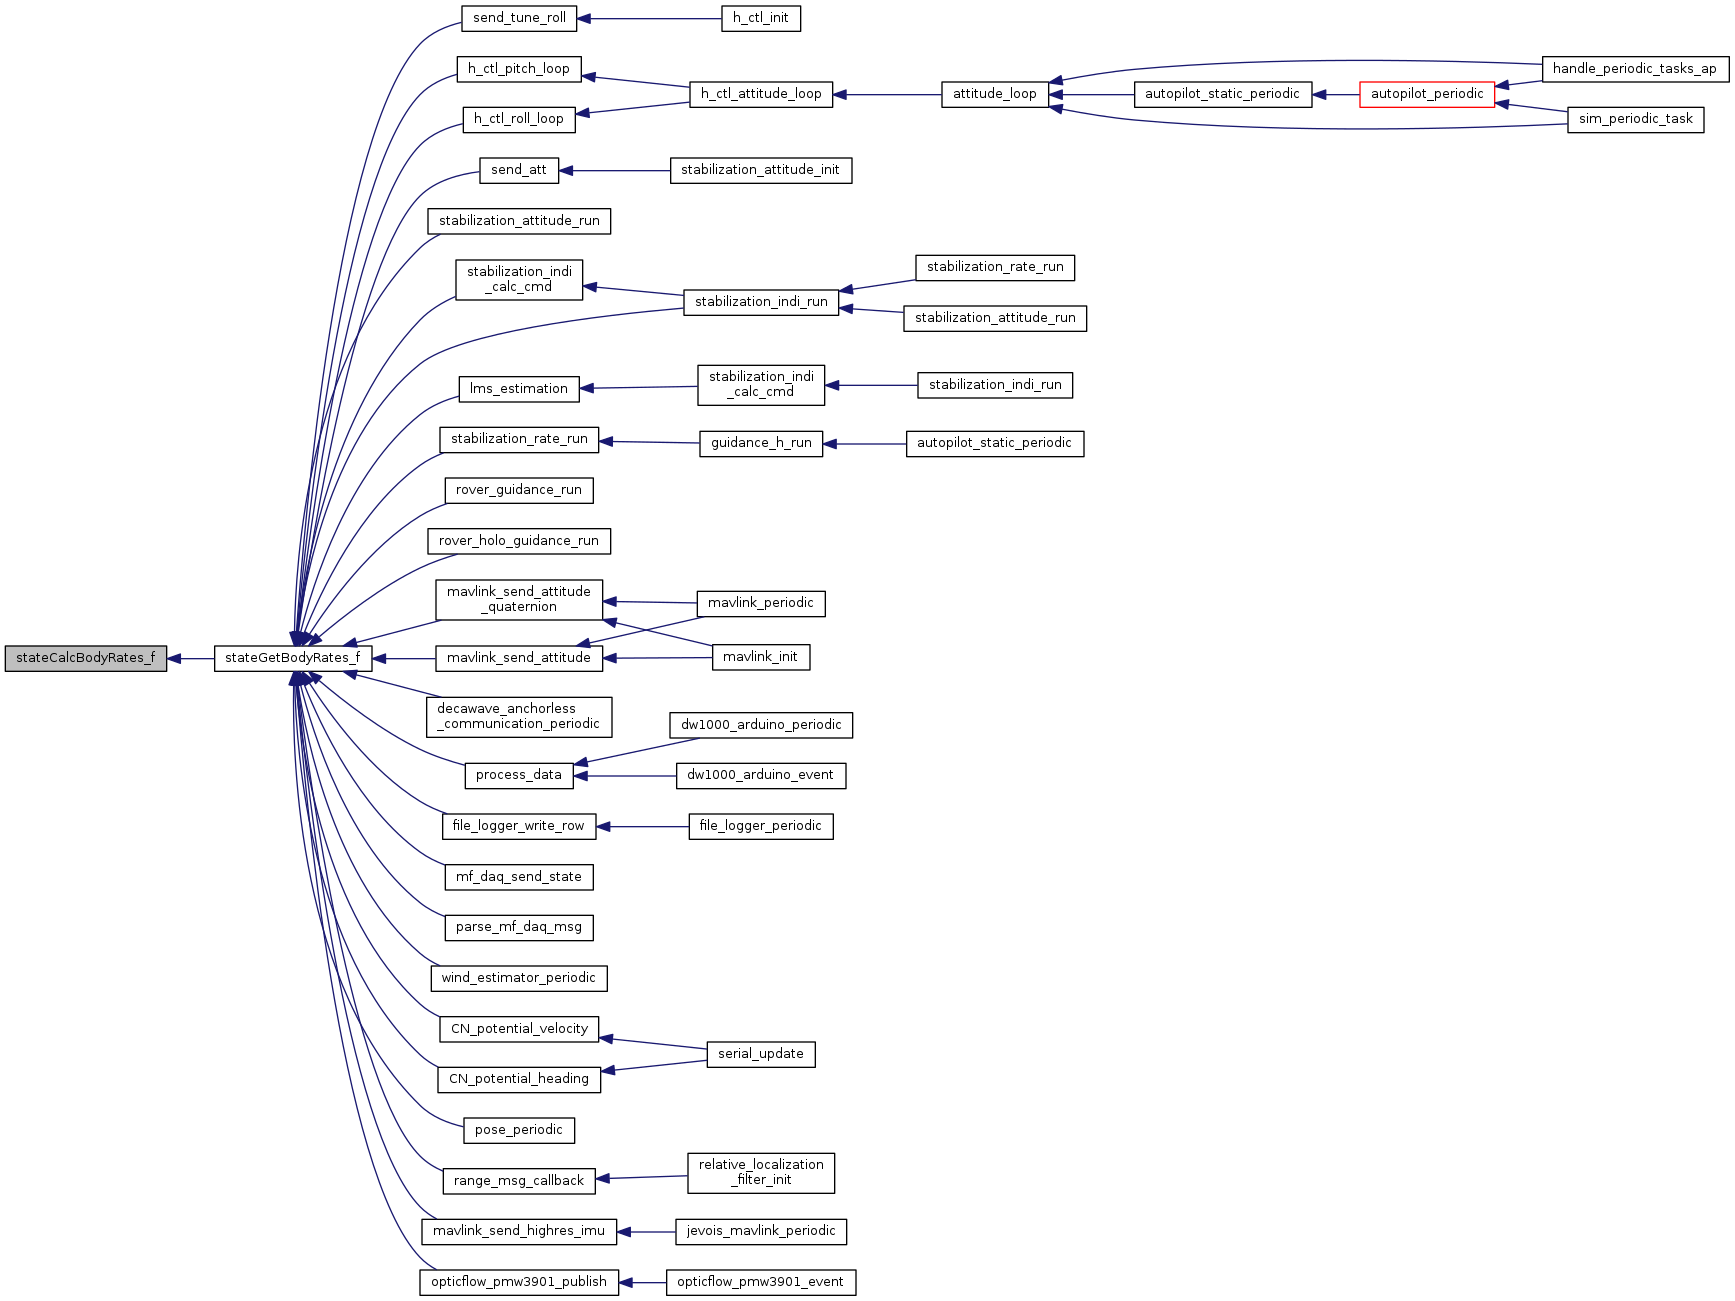 send_tune_roll
h_ctl_init
h_ctl_pitch_loop
h_ctl_roll_loop
h_ctl_attitude_loop
attitude_loop
autopilot_static_periodic
autopilot_periodic
handle_periodic_tasks_ap
sim_periodic_task
send_att
stabilization_attitude_init
stabilization_attitude_run
stabilization_indi
_calc_cmd
stabilization_indi_run
stabilization_rate_run
stabilization_attitude_run
lms_estimation
stabilization_indi
_calc_cmd
stabilization_indi_run
stabilization_rate_run
guidance_h_run
autopilot_static_periodic
rover_guidance_run
rover_holo_guidance_run
mavlink_send_attitude
_quaternion
mavlink_periodic
stateCalcBodyRates_f
stateGetBodyRates_f
mavlink_send_attitude
mavlink_init
decawave_anchorless
_communication_periodic
dw1000_arduino_periodic
process_data
dw1000_arduino_event
file_logger_write_row
file_logger_periodic
mf_daq_send_state
parse_mf_daq_msg
wind_estimator_periodic
CN_potential_velocity
serial_update
CN_potential_heading
pose_periodic
range_msg_callback
relative_localization
_filter_init
mavlink_send_highres_imu
jevois_mavlink_periodic
opticflow_pmw3901_publish
opticflow_pmw3901_event